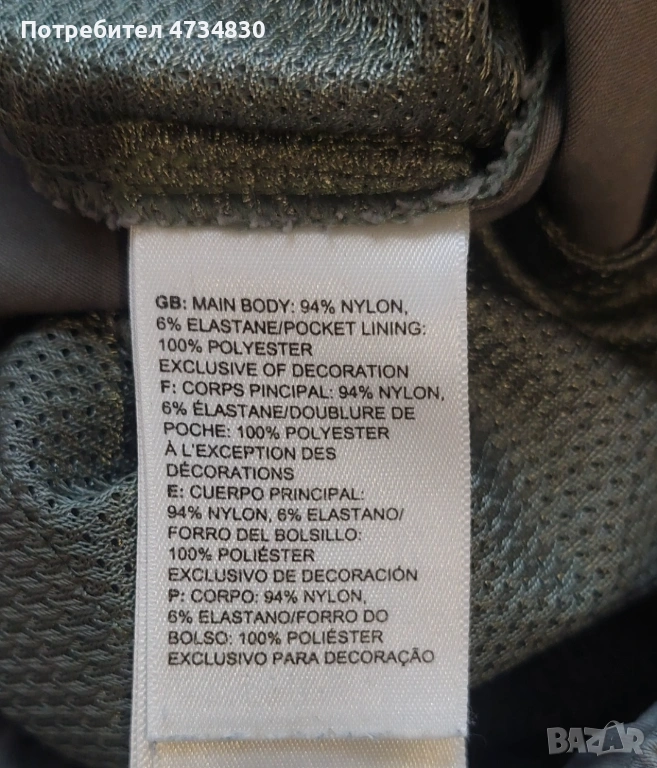 Потребител 4734830
GB: MAIN BODY: 94% NYLON,
6% ELASTANE/POCKET LINING:
100% POLYESTER
EXCLUSIVE OF DECORATION
F: CORPS PINCIPAL: 94% NYLON,
6% ÉLASTANE/DOUBLURE DE
POCHE: 100% POLYESTER
À L'EXCEPTION DES
DÉCORATIONS
E: CUERPO PRINCIPAL:
94% NYLON, 6% ELASTANO/
FORRO DEL BOLSILLO:
100% POLIÉSTER
EXCLUSIVO DE DECORACIÓN
P: CORPO: 94% NYLON,
6% ELASTANO/FORRO DO
BOLSO: 100% POLIÉSTER
EXCLUSIVO PARA DECORAÇÃO
BAZAR